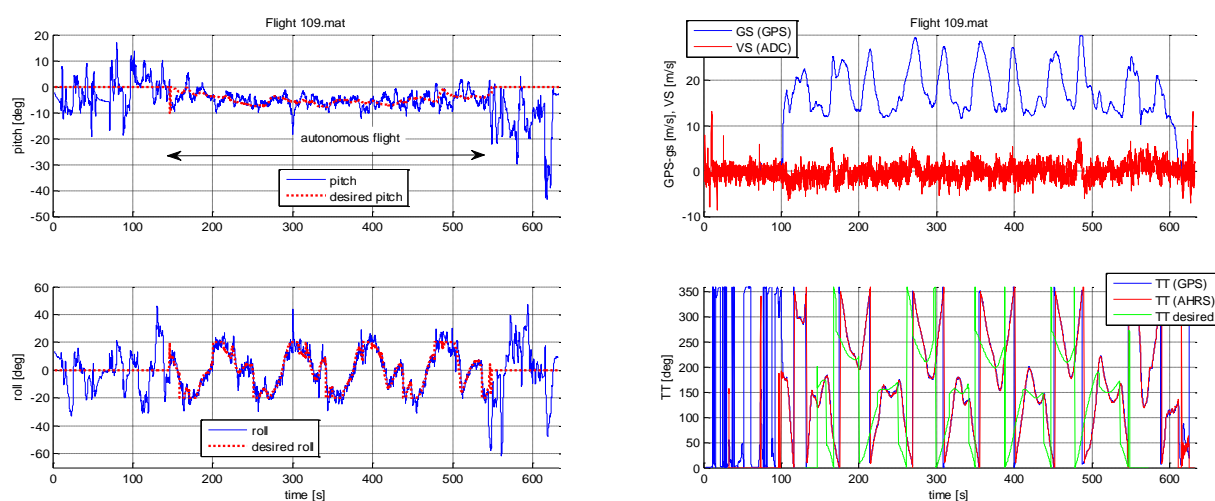 Flight 109.mat
20
10
0
-10
-20
-30
-40
-50
0 100 200 300 400 500 600
pitch [deg]
autonomous flight
pitch
desired pitch
Flight 109.mat
GS (GPS)
VS (ADC)
20
10
0
-10
0 100 200 300 400 500 600
GPS-gs [m/s], VS [m/s]
time [s]
60
40
20
0
-20
-40
-60
0 100 200 300 400 500 600
roll [deg]
roll
desired roll
time [s]
TT (GPS)
TT (AHRS)
TT desired
350
300
250
200
150
100
50
0
0 100 200 300 400 500 600
TT [deg]
time [s]